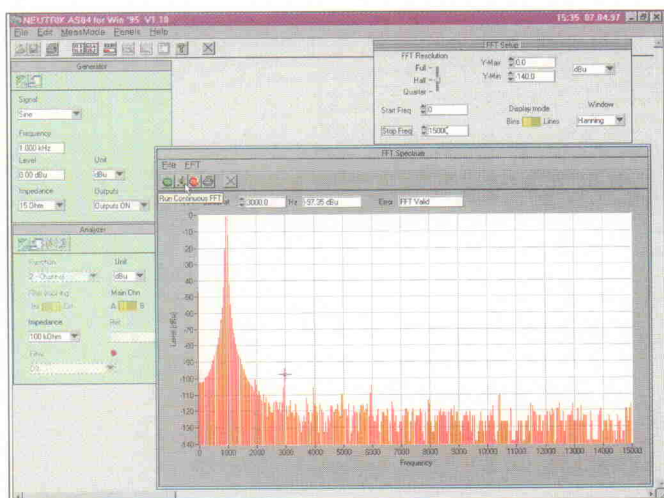 NEUTRIX AS04 for Win '95 V1.10
15:35 07.04.97
File Edit MeasMode Panels Help
Generator
Signal
Sine
Frequency
1.000 kHz
Level
Unit
0.00 dBu
dBu
Impedance
Outputs
15 Ohm
Outputs ON
Analyzer
Function
Unit
2 - Channel
dBu
Main Chn
A B
Impedance
Ref
100 kOhm
Filter
FFT Setup
FFT Resolution
Full
Half
Quarter
Y-Max
0.0
Y-Min
140.0
dBu
Start Freq
0
Stop Freq
15000
Display mode
Bins Lines
Window
Hanning
FFT Spectrum
File FFT
Run Continuous FFT
at 3000.0 Hz -97.35 dBu Error FFT Valid
Level (dBu)
0
-10
-20
-30
-40
-50
-60
-70
-80
-90
-100
-110
-120
-130
-140
0 1000 2000 3000 4000 5000 6000 7000 8000 9000 10000 11000 12000 13000 14000 15000
Frequency